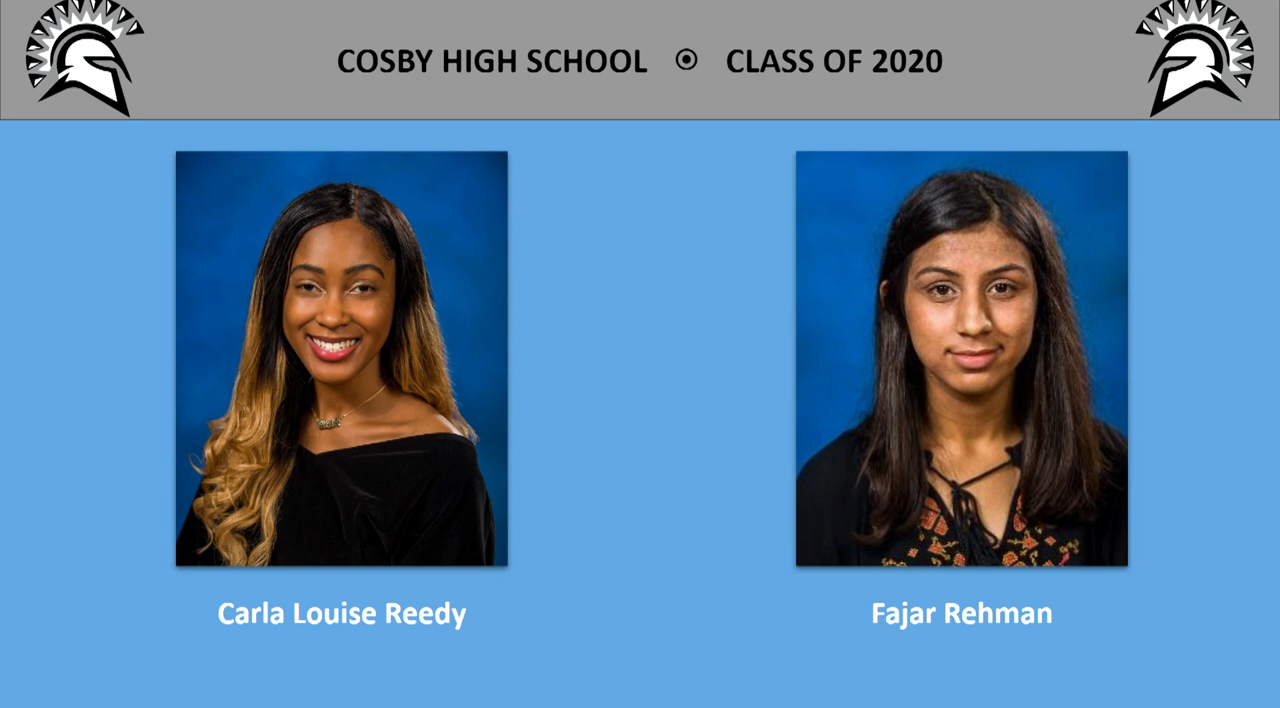 COSBY HIGH SCHOOL ⦿ CLASS OF 2020
Carla Louise Reedy
Fajar Rehman